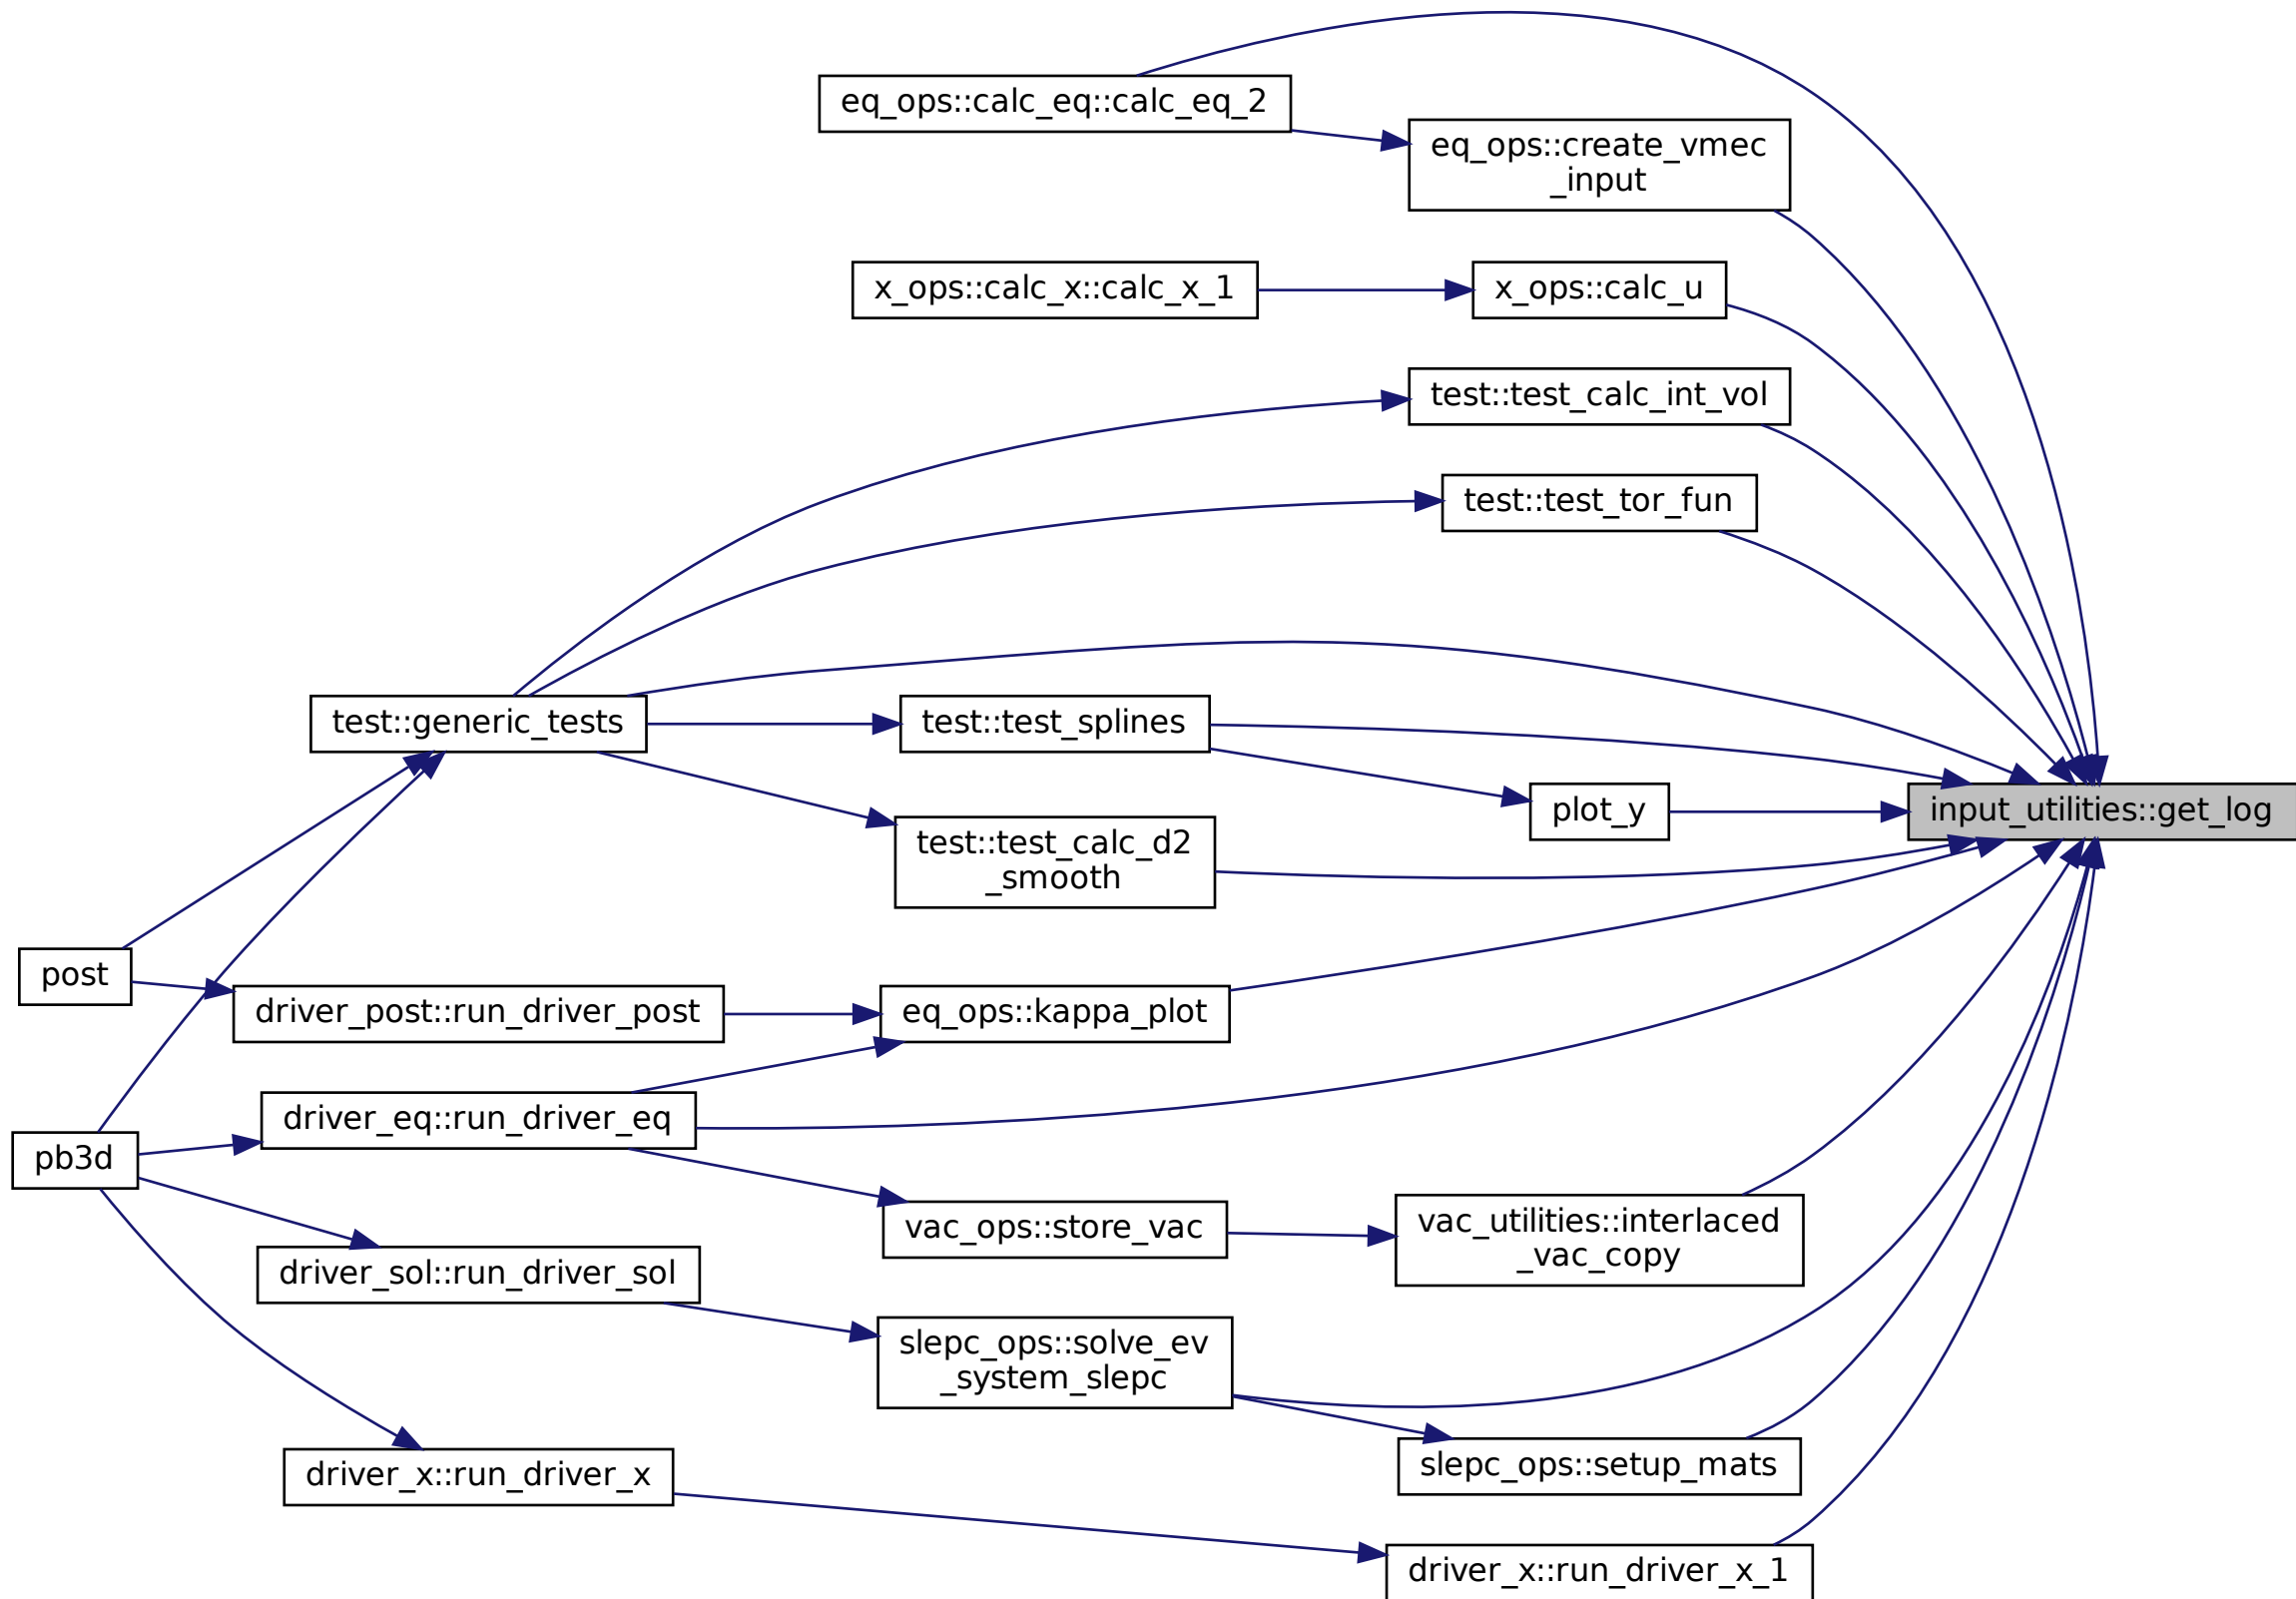 eq_ops::calc_eq::calc_eq_2
eq_ops::create_vmec
_input
x_ops::calc_x::calc_x_1
x_ops::calc_u
test::test_calc_int_vol
test::test_tor_fun
test::generic_tests
test::test_splines
plot_y
input_utilities::get_log
test::test_calc_d2
_smooth
post
driver_post::run_driver_post
eq_ops::kappa_plot
driver_eq::run_driver_eq
pb3d
vac_ops::store_vac
vac_utilities::interlaced
_vac_copy
driver_sol::run_driver_sol
slepc_ops::solve_ev
_system_slepc
slepc_ops::setup_mats
driver_x::run_driver_x
driver_x::run_driver_x_1